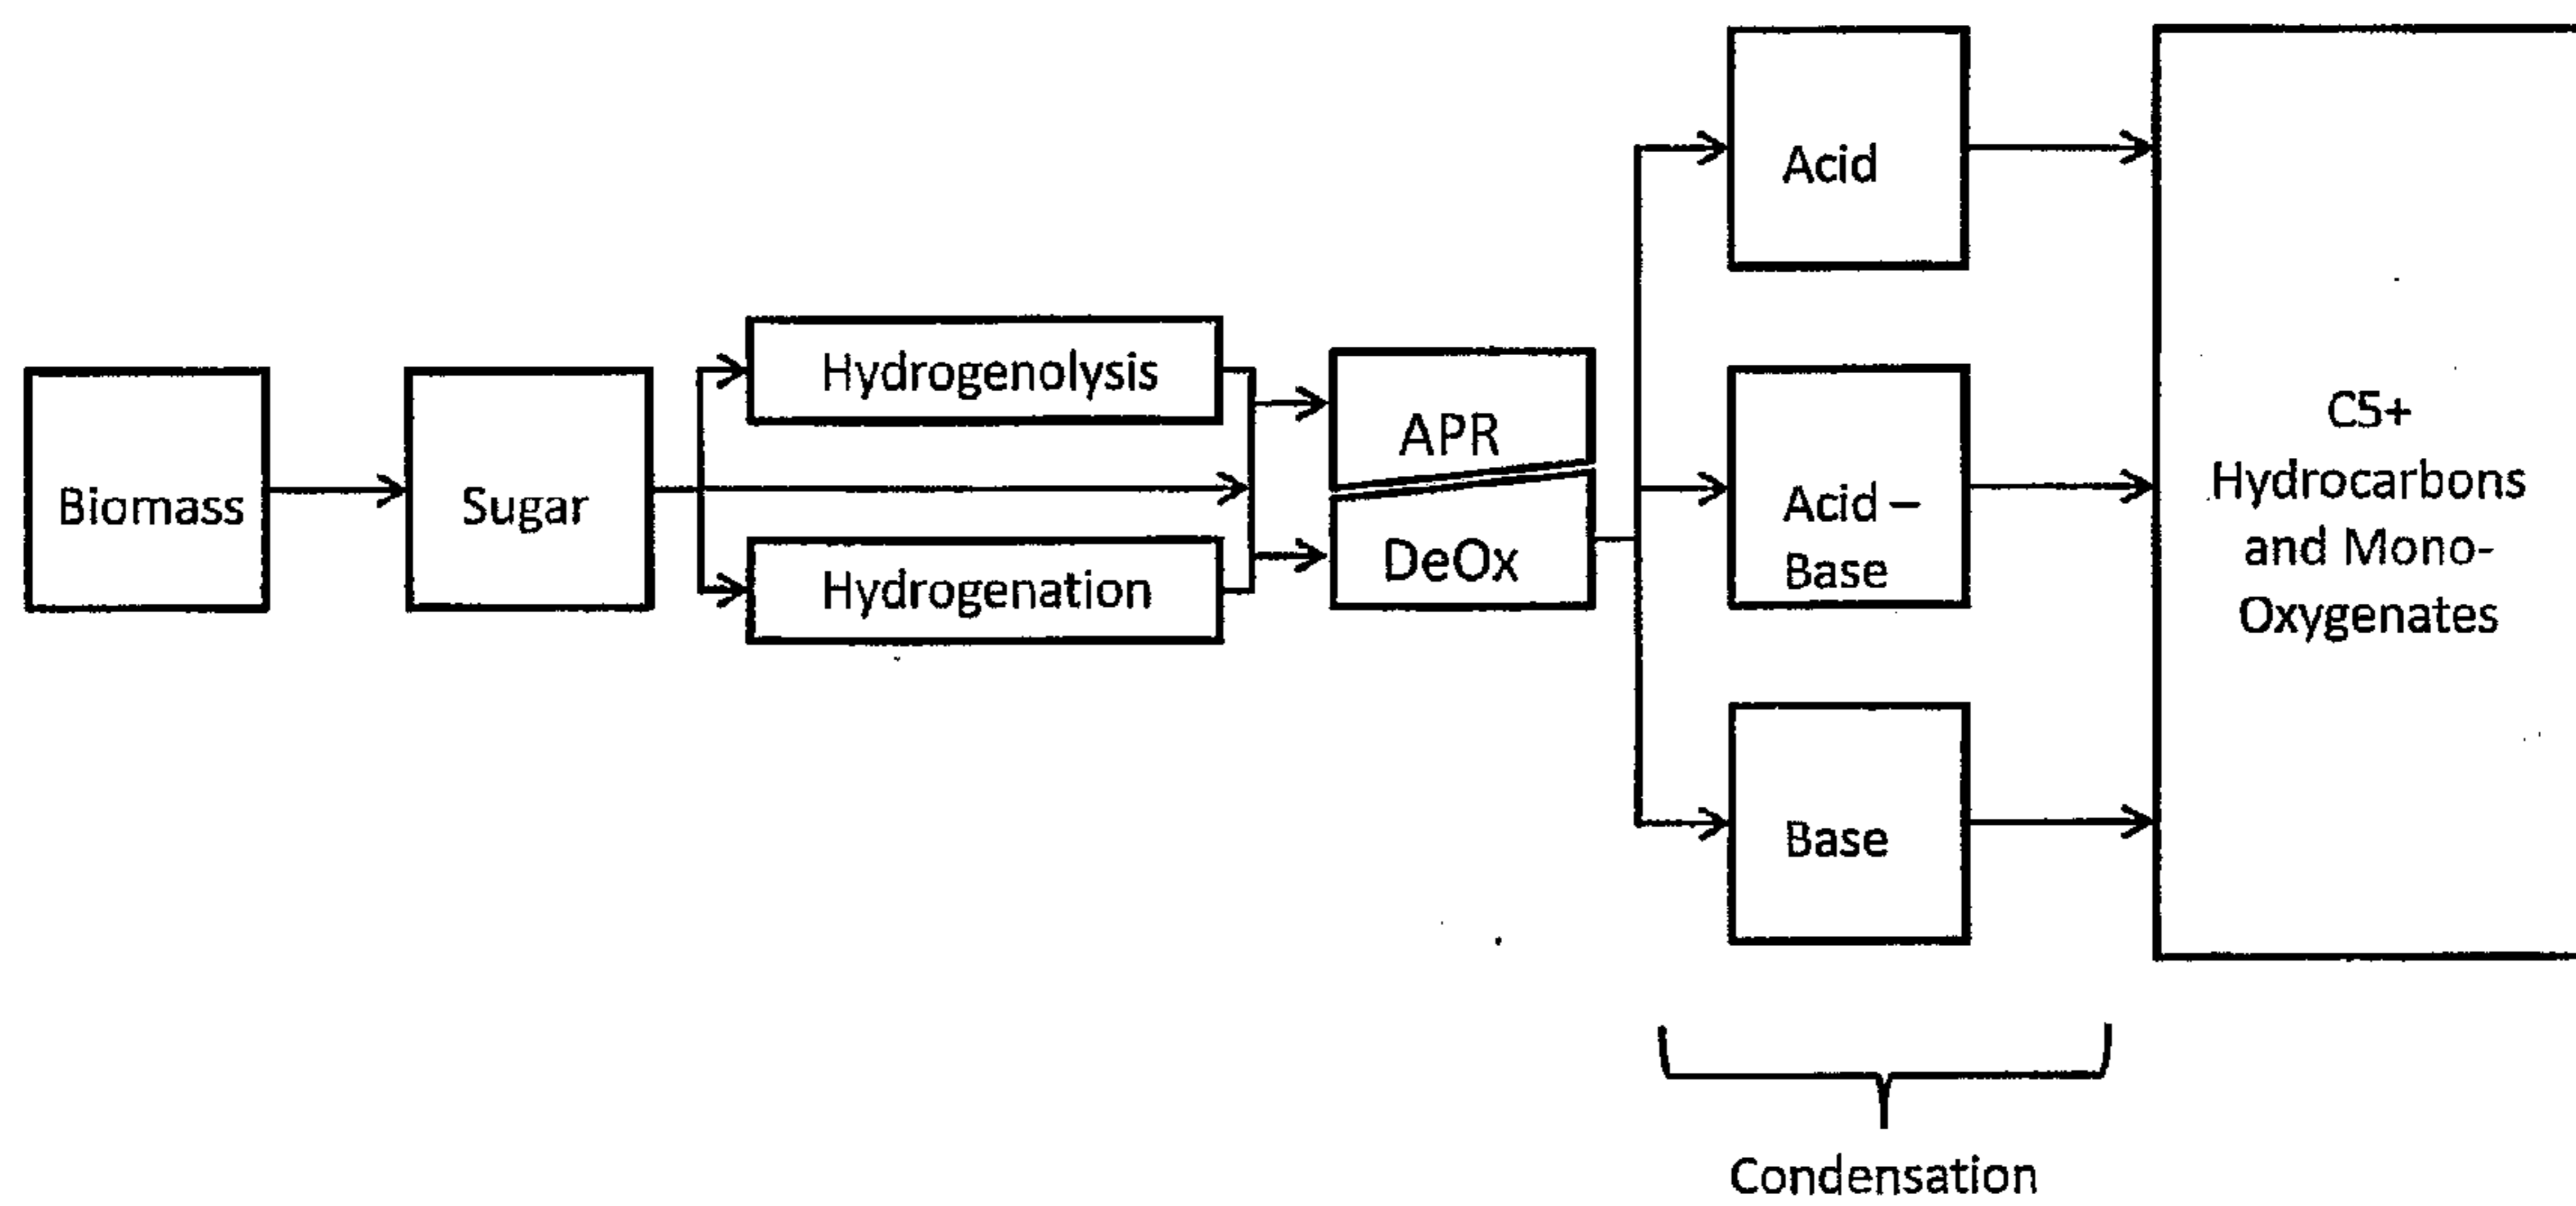 Biomass
Sugar
Hydrogenolysis
Hydrogenation
APR
DeOx
Acid
Acid –
Base
Base
C5+
Hydrocarbons
and Mono-
Oxygenates
Condensation